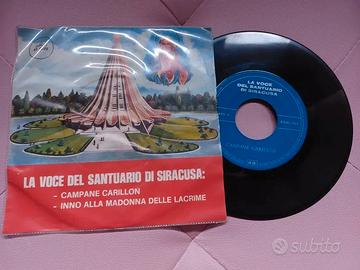 LA VOCE DEL SANTUARIO DI SIRACUSA:
- CAMPANE CARILLON
- INNO ALLA MADONNA DELLE LACRIME
LA VOCE
DEL SANTUARIO
DI SIRACUSA
CAMPANE CARILLON
subito